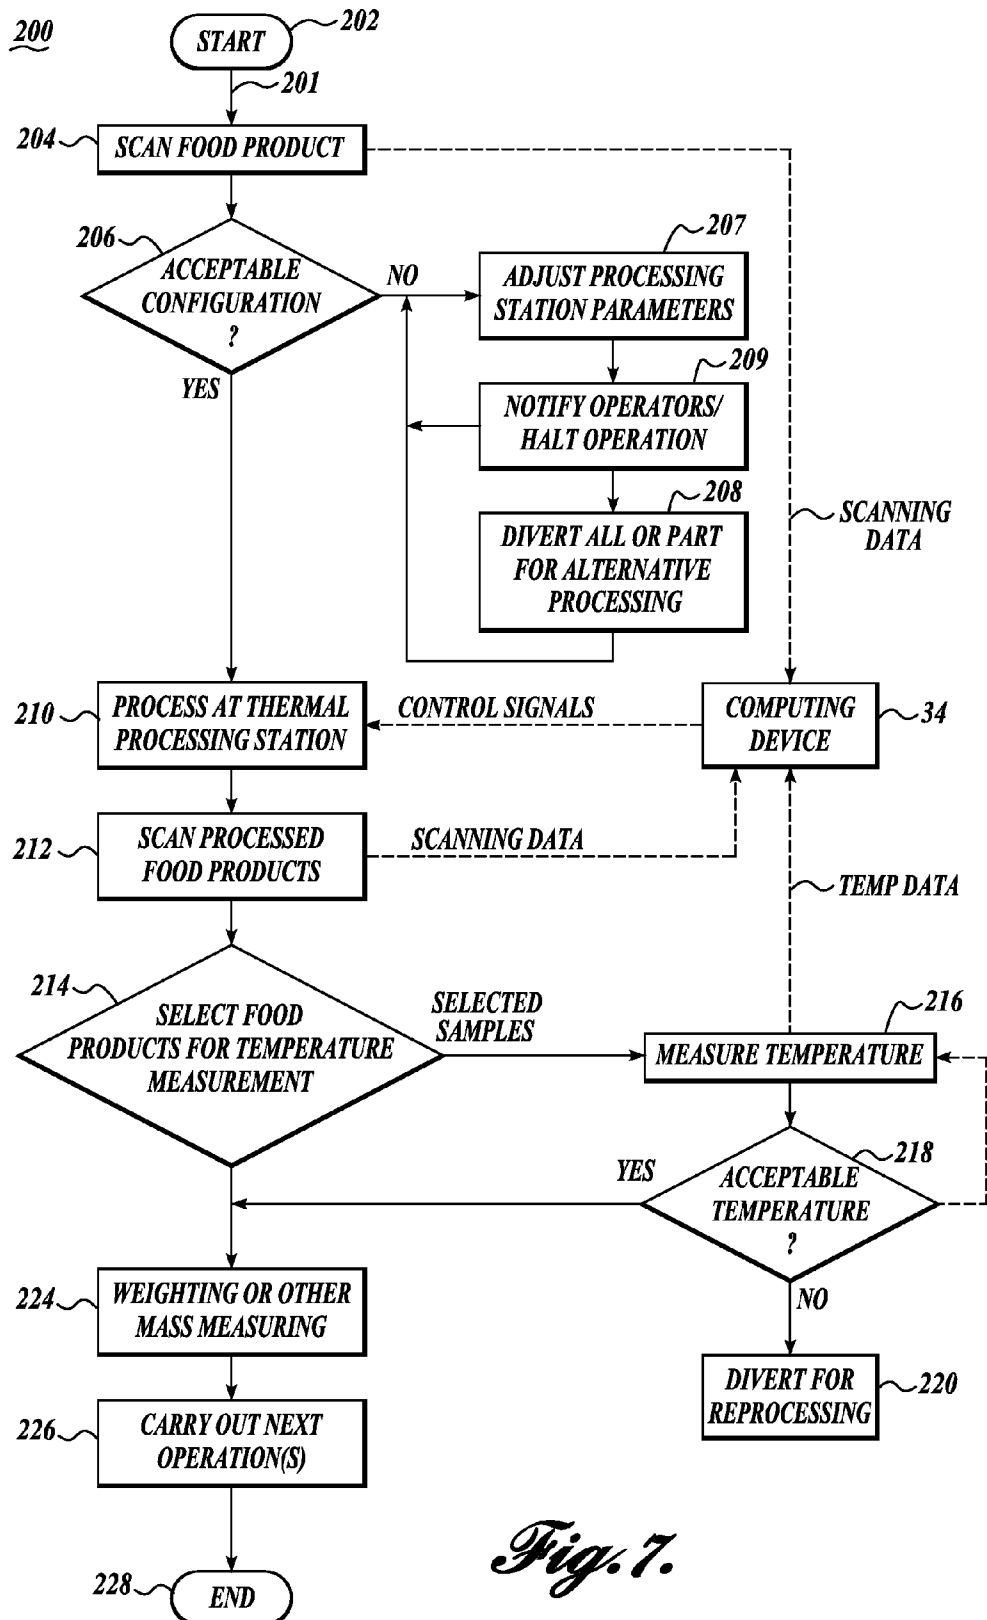 200
START
202
201
204
SCAN FOOD PRODUCT
206
ACCEPTABLE
CONFIGURATION
?
NO
YES
207
ADJUST PROCESSING
STATION PARAMETERS
209
NOTIFY OPERATORS/
HALT OPERATION
208
DIVERT ALL OR PART
FOR ALTERNATIVE
PROCESSING
SCANNING
DATA
210
PROCESS AT THERMAL
PROCESSING STATION
CONTROL SIGNALS
COMPUTING
DEVICE
34
212
SCAN PROCESSED
FOOD PRODUCTS
SCANNING DATA
TEMP DATA
214
SELECT FOOD
PRODUCTS FOR TEMPERATURE
MEASUREMENT
SELECTED
SAMPLES
216
MEASURE TEMPERATURE
218
ACCEPTABLE
TEMPERATURE
?
YES
NO
224
WEIGHTING OR OTHER
MASS MEASURING
DIVERT FOR
REPROCESSING
220
226
CARRY OUT NEXT
OPERATION(S)
228
END
Fig. 7.